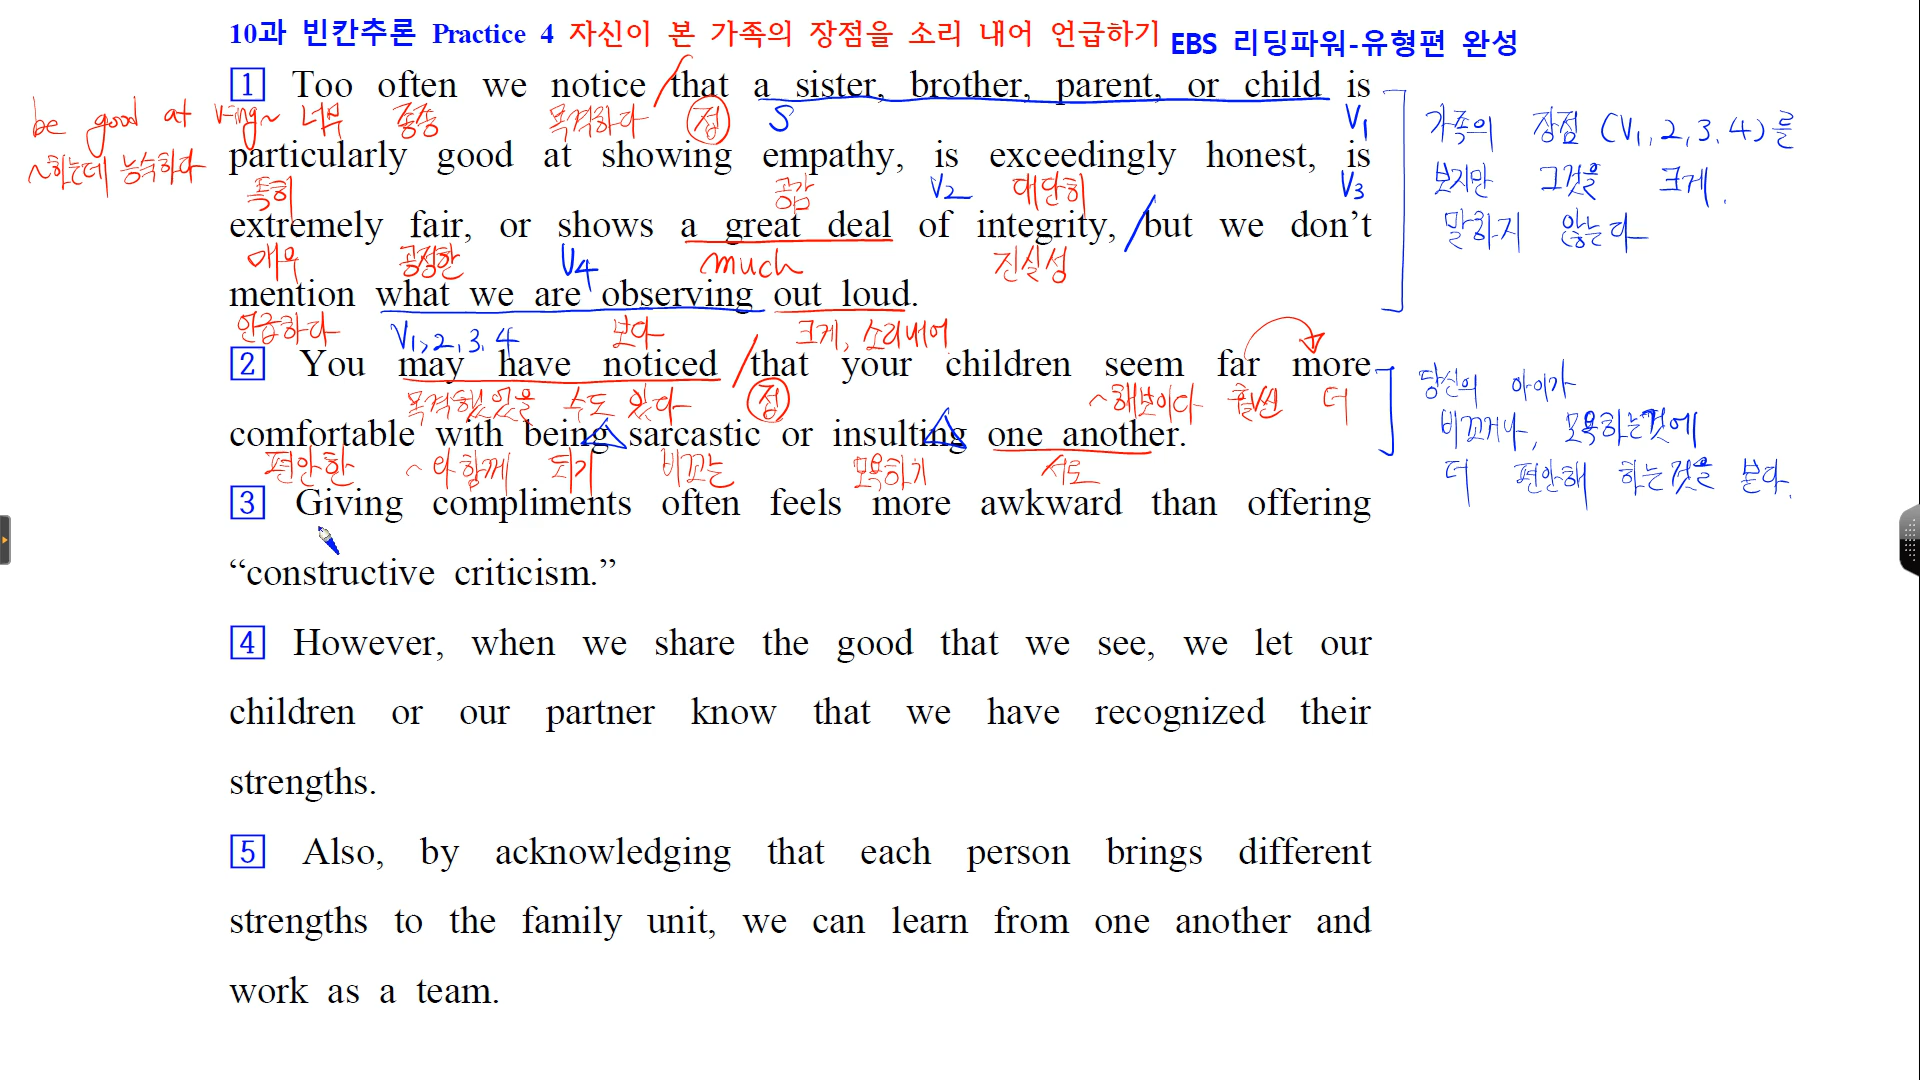 10과 빈칸추론 Practice 4 자신이 본 가족의 장점을 소리 내어 언급하기 EBS 리딩파워-유형편 완성
1 Too often we notice that a sister, brother, parent, or child is
be good at v-ing~ 너무 종종 목격하다 접 S V1
가족의 장점 (V1, 2, 3, 4)를
particularly good at showing empathy, is exceedingly honest, is
~하는데 능숙하다 특히 공감 V2 대단히 V3
보지만 그것을 크게
extremely fair, or shows a great deal of integrity, but we don't
말하지 않는다
매우 공정한 V4 much 진실성
mention what we are observing out loud.
언급하다 V1, 2, 3, 4 보다 크게, 소리내어
2 You may have noticed that your children seem far more
당신의 아이가
목격했었을 수도 있다 접 ~해보이다 훨씬 더
comfortable with being sarcastic or insulting one another.
비꼬거나, 모욕하는것에
편안한 ~와 함께 되기 비꼬는 모욕하기 서로
더 편안해 하는것을 봤다.
3 Giving compliments often feels more awkward than offering
“constructive criticism.”
4 However, when we share the good that we see, we let our
children or our partner know that we have recognized their
strengths.
5 Also, by acknowledging that each person brings different
strengths to the family unit, we can learn from one another and
work as a team.